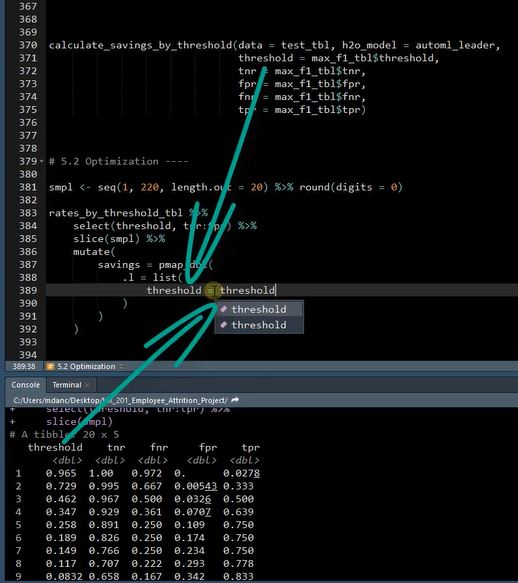 367
368
369
370 calculate_savings_by_threshold(data = test_tbl, h2o_model = automl_leader,
371 threshold = max_f1_tbl$threshold,
372 tnr = max_f1_tbl$tnr,
373 fpr = max_f1_tbl$fpr,
374 fnr = max_f1_tbl$fnr,
375 tpr = max_f1_tbl$tpr)
376
377
378
379 # 5.2 Optimization ----
380
381 smpl <- seq(1, 220, length.out = 20) %>% round(digits = 0)
382
383 rates_by_threshold_tbl %>%
384 select(threshold, tnr:tpr) %>%
385 slice(smpl) %>%
386 mutate(
387 savings = pmap_dbl(
388 .l = list(
389 threshold = threshold
390 )
threshold
391 )
threshold
392 )
393
394
389:38 # 5.2 Optimization
Console Terminal ×
C:/Users/mdanc/Desktop/HR_201_Employee_Attrition_Project/
+ select(threshold, tnr:tpr) %>%
+ slice(smpl)
# A tibble: 20 x 5
threshold tnr fnr fpr tpr
<dbl> <dbl> <dbl> <dbl> <dbl>
1 0.965 1.00 0.972 0. 0.0278
2 0.729 0.995 0.667 0.00543 0.333
3 0.462 0.967 0.500 0.0326 0.500
4 0.347 0.929 0.361 0.0707 0.639
5 0.258 0.891 0.250 0.109 0.750
6 0.189 0.826 0.250 0.174 0.750
7 0.149 0.766 0.250 0.234 0.750
8 0.117 0.707 0.222 0.293 0.778
9 0.0832 0.658 0.167 0.342 0.833